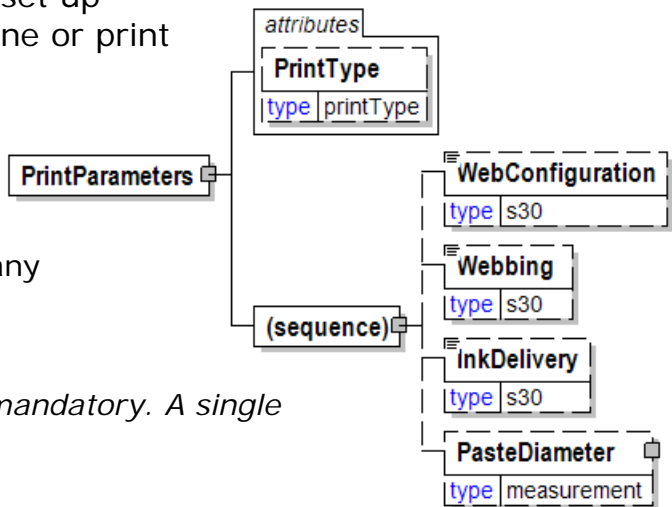 set up
ne or print
any
mandatory. A single
attributes
PrintType
type printType
PrintParameters
(sequence)
WebConfiguration
type s30
Webbing
type s30
InkDelivery
type s30
PasteDiameter
type measurement